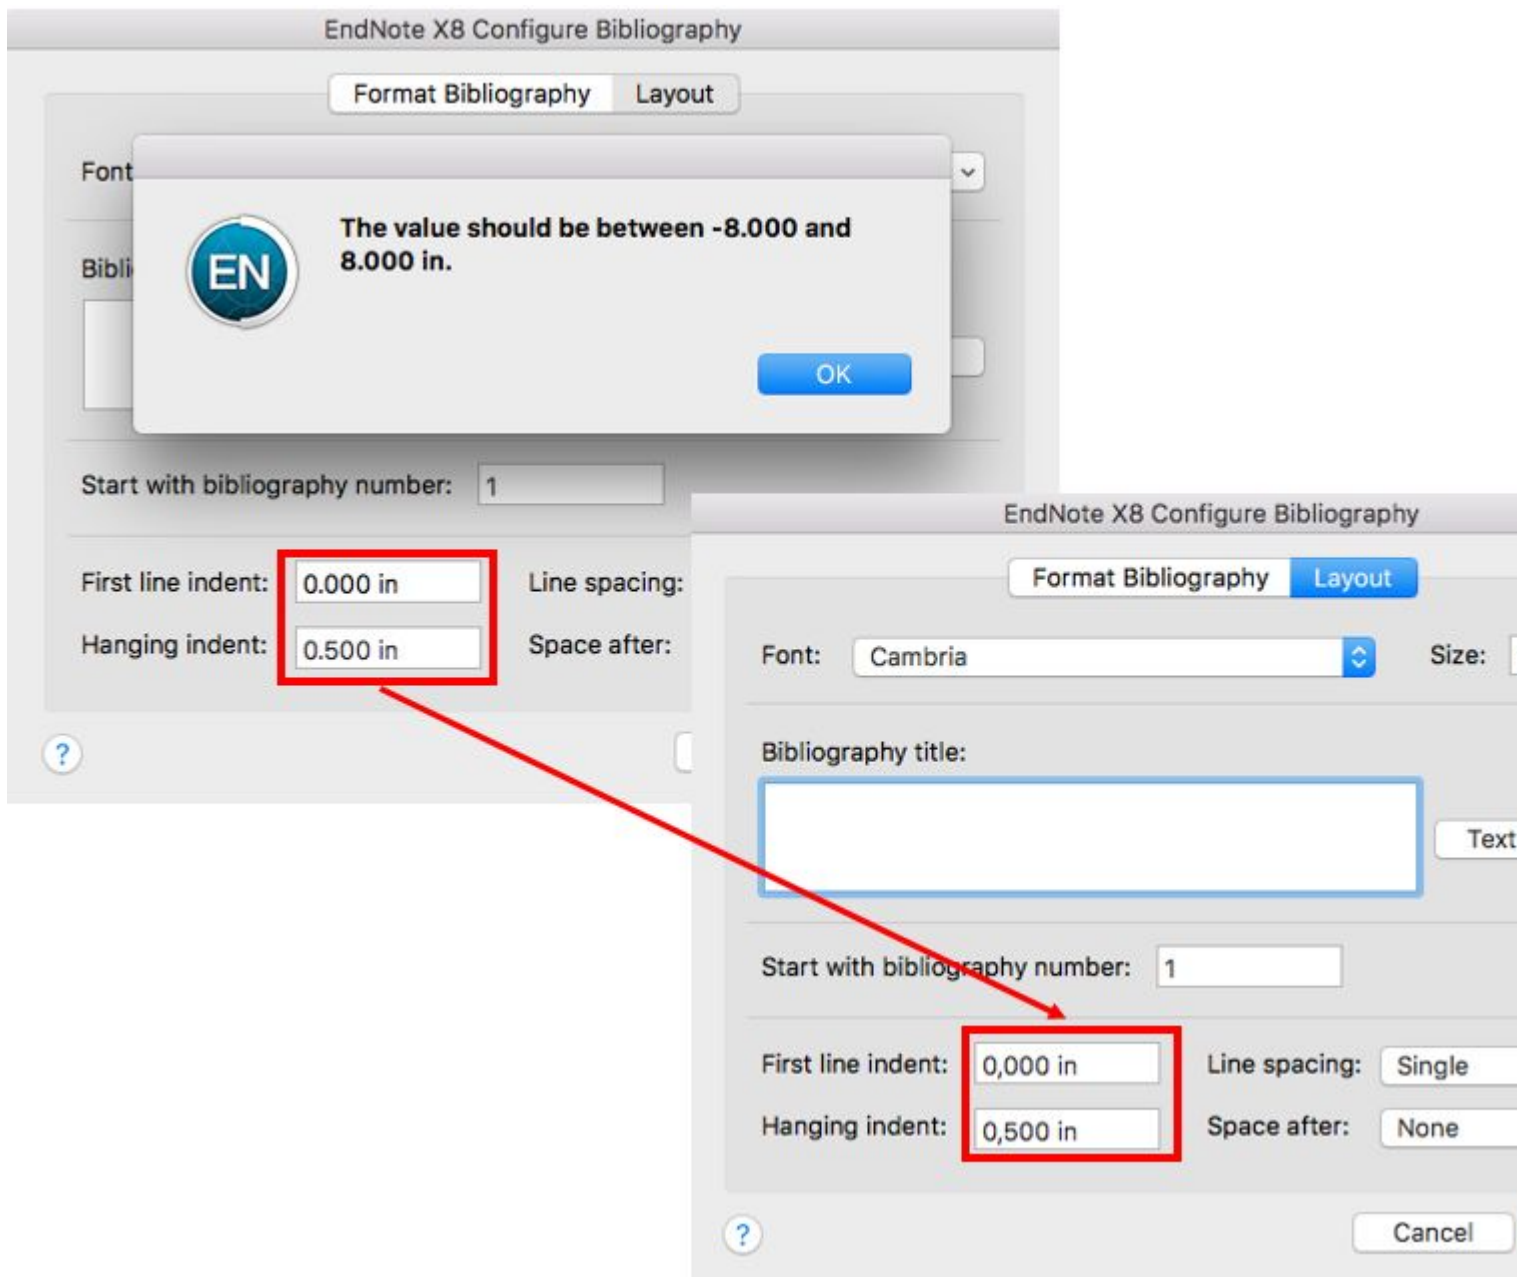 EndNote X8 Configure Bibliography
Format Bibliography Layout
Font
The value should be between -8.000 and
8.000 in.
EN
Bibli
OK
Start with bibliography number: 1
First line indent: 0.000 in Line spacing:
Hanging indent: 0.500 in Space after:
?
EndNote X8 Configure Bibliography
Format Bibliography Layout
Font: Cambria Size:
Bibliography title:
Text
Start with bibliography number: 1
First line indent: 0,000 in Line spacing: Single
Hanging indent: 0,500 in Space after: None
? Cancel